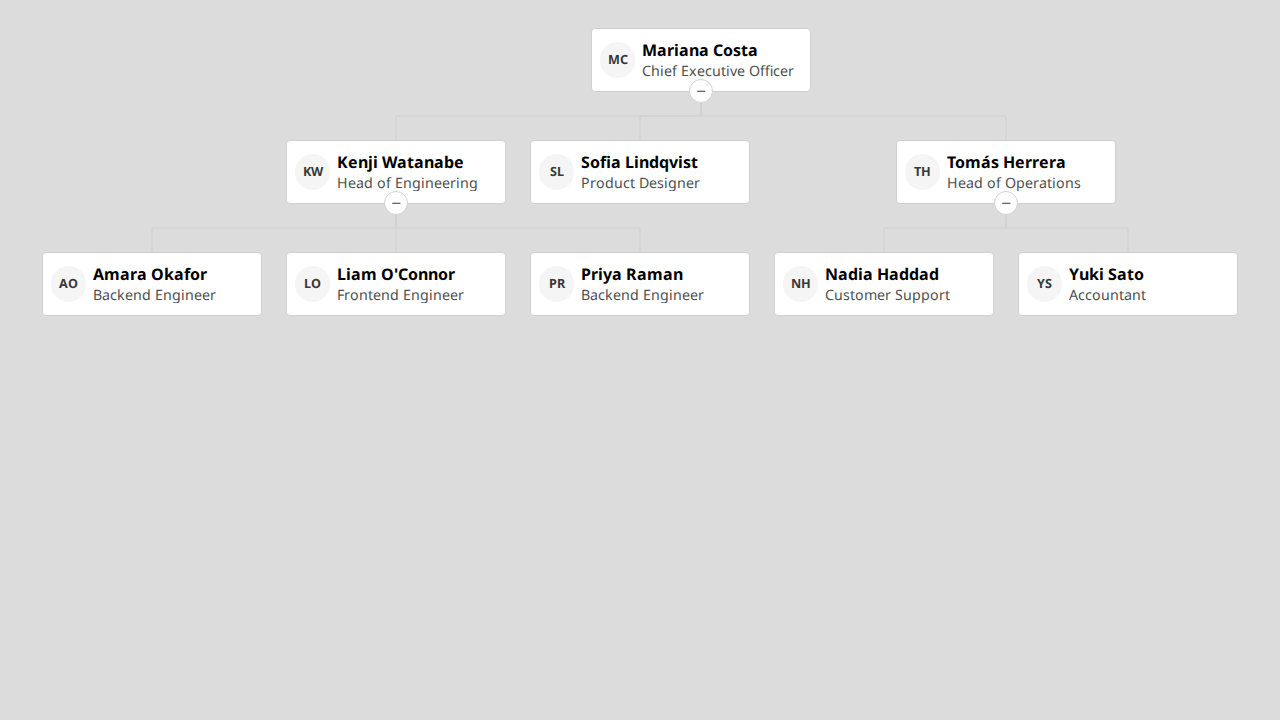 MC
Mariana Costa
Chief Executive Officer
KW
Kenji Watanabe
Head of Engineering
SL
Sofia Lindqvist
Product Designer
TH
Tomás Herrera
Head of Operations
AO
Amara Okafor
Backend Engineer
LO
Liam O'Connor
Frontend Engineer
PR
Priya Raman
Backend Engineer
NH
Nadia Haddad
Customer Support
YS
Yuki Sato
Accountant